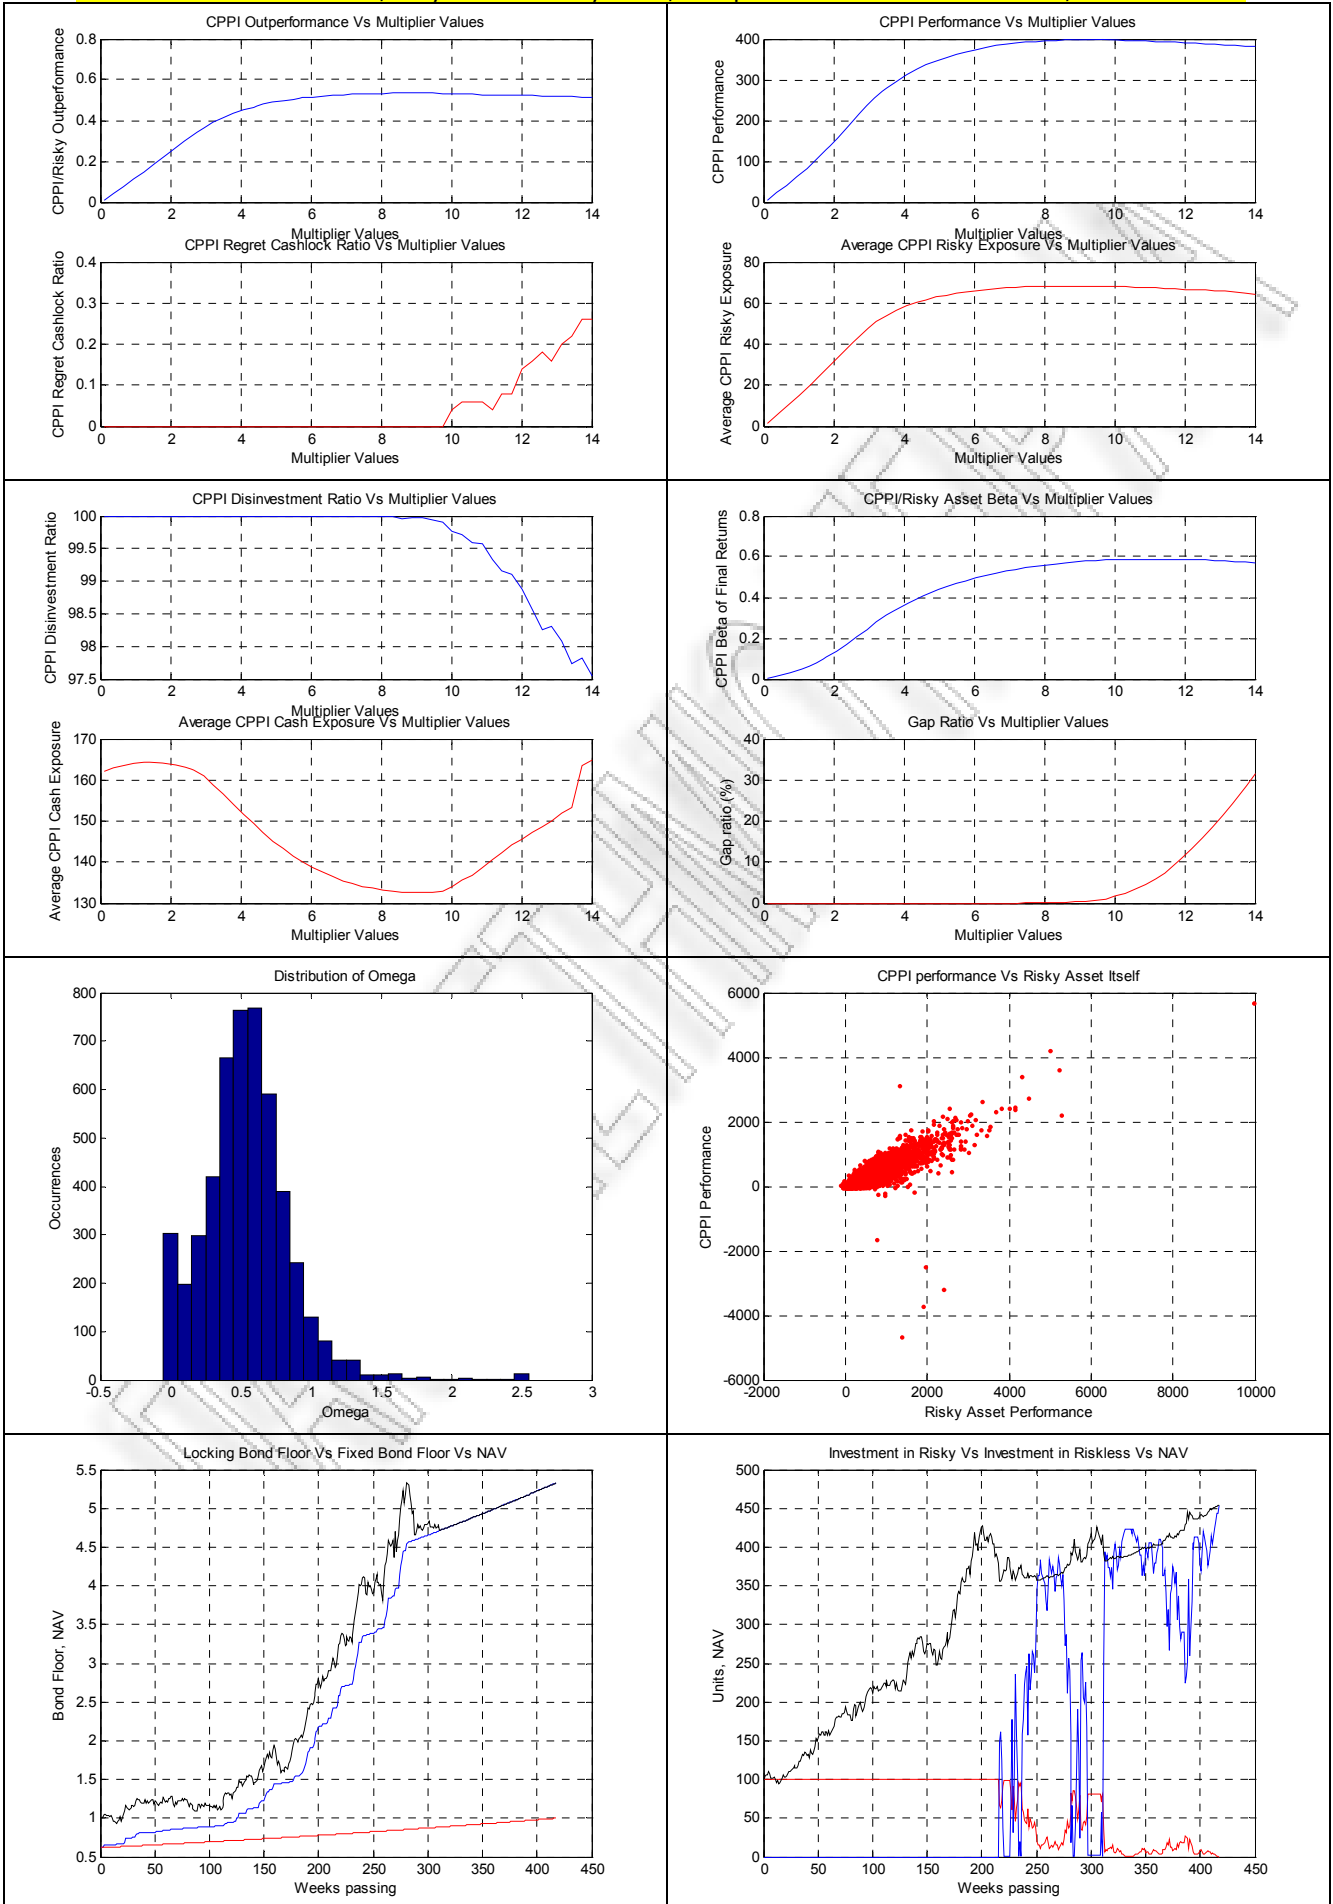 CPPI Outperformance Vs Multiplier Values
CPPI/Risky Outperformance
0.8
0.6
0.4
0.2
0
0 2 4 6 8 10 12 14
Multiplier Values
CPPI Regret Cashlock Ratio Vs Multiplier Values
CPPI Regret Cashlock Ratio
0.4
0.3
0.2
0.1
0
0 2 4 6 8 10 12 14
Multiplier Values
CPPI Performance Vs Multiplier Values
CPPI Performance
400
300
200
100
0
0 2 4 6 8 10 12 14
Multiplier Values
Average CPPI Risky Exposure Vs Multiplier Values
Average CPPI Risky Exposure
80
60
40
20
0
0 2 4 6 8 10 12 14
Multiplier Values
CPPI Disinvestment Ratio Vs Multiplier Values
CPPI Disinvestment Ratio
100
99.5
99
98.5
98
97.5
0 2 4 6 8 10 12 14
Multiplier Values
Average CPPI Cash Exposure Vs Multiplier Values
Average CPPI Cash Exposure
170
160
150
140
130
0 2 4 6 8 10 12 14
Multiplier Values
CPPI/Risky Asset Beta Vs Multiplier Values
CPPI Beta of Final Returns
0.8
0.6
0.4
0.2
0
0 2 4 6 8 10 12 14
Multiplier Values
Gap Ratio Vs Multiplier Values
Gap ratio (%)
40
30
20
10
0
0 2 4 6 8 10 12 14
Multiplier Values
Distribution of Omega
Occurrences
800
700
600
500
400
300
200
100
0
-0.5 0 0.5 1 1.5 2 2.5 3
Omega
CPPI performance Vs Risky Asset Itself
CPPI Performance
6000
4000
2000
0
-2000
-4000
-6000
-2000 0 2000 4000 6000 8000 10000
Risky Asset Performance
Locking Bond Floor Vs Fixed Bond Floor Vs NAV
Bond Floor, NAV
5.5
5
4.5
4
3.5
3
2.5
2
1.5
1
0.5
0 50 100 150 200 250 300 350 400 450
Weeks passing
Investment in Risky Vs Investment in Riskless Vs NAV
Units, NAV
500
450
400
350
300
250
200
150
100
50
0
0 50 100 150 200 250 300 350 400 450
Weeks passing